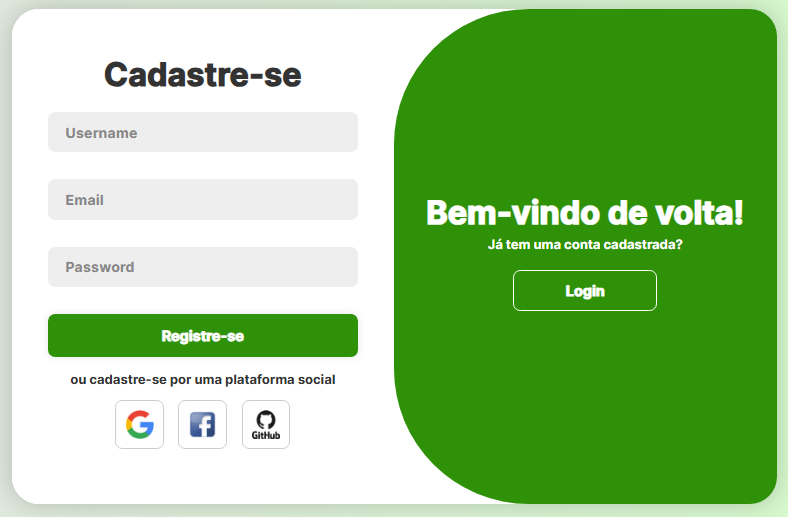 Cadastre-se
Username
Email
Password
Registre-se
ou cadastre-se por uma plataforma social
GitHub
Bem-vindo de volta!
Já tem uma conta cadastrada?
Login